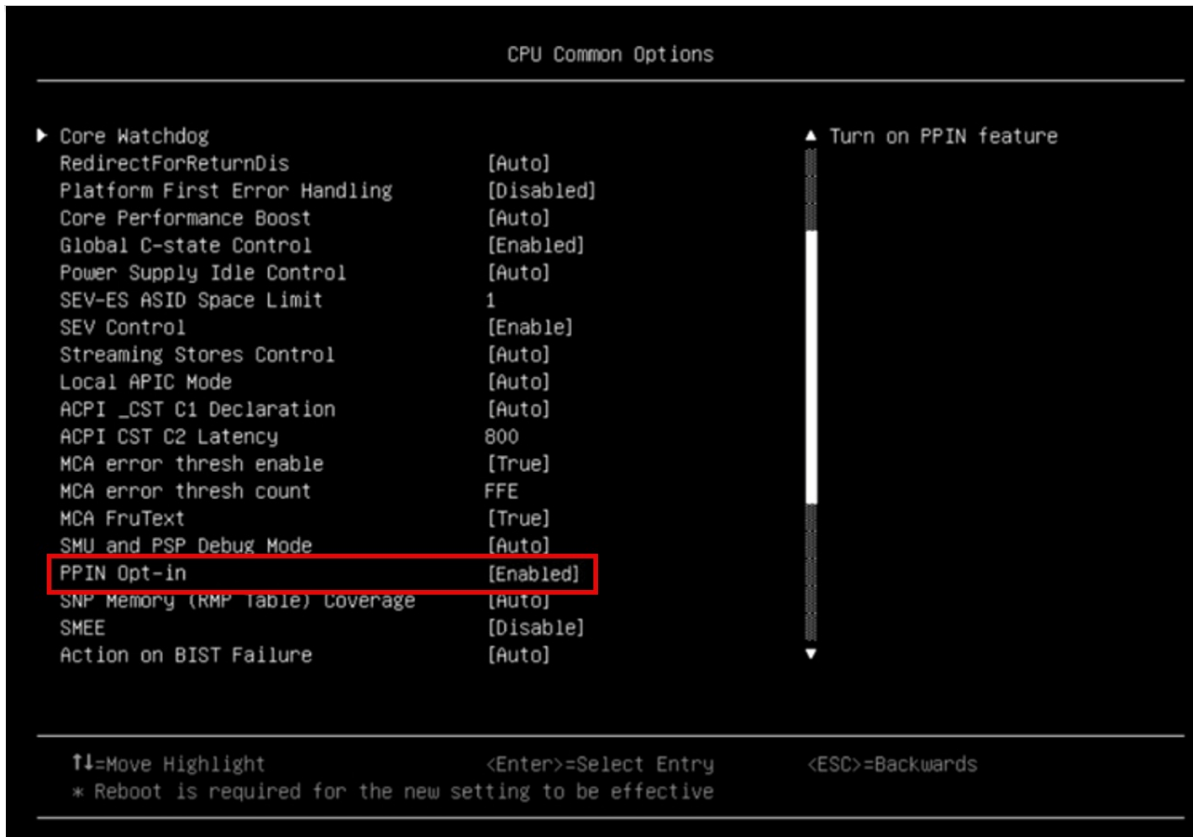 CPU Common Options
▶ Core Watchdog
RedirectForReturnDis [Auto]
Platform First Error Handling [Disabled]
Core Performance Boost [Auto]
Global C-state Control [Enabled]
Power Supply Idle Control [Auto]
SEV-ES ASID Space Limit 1
SEV Control [Enable]
Streaming Stores Control [Auto]
Local APIC Mode [Auto]
ACPI _CST C1 Declaration [Auto]
ACPI CST C2 Latency 800
MCA error thresh enable [True]
MCA error thresh count FFE
MCA FruText [True]
SMU and PSP Debug Mode [Auto]
PPIN Opt-in [Enabled]
SNP Memory (RMP Table) Coverage [Auto]
SMEE [Disable]
Action on BIST Failure [Auto]
Turn on PPIN feature
↑↓=Move Highlight <Enter>=Select Entry <ESC>=Backwards
* Reboot is required for the new setting to be effective